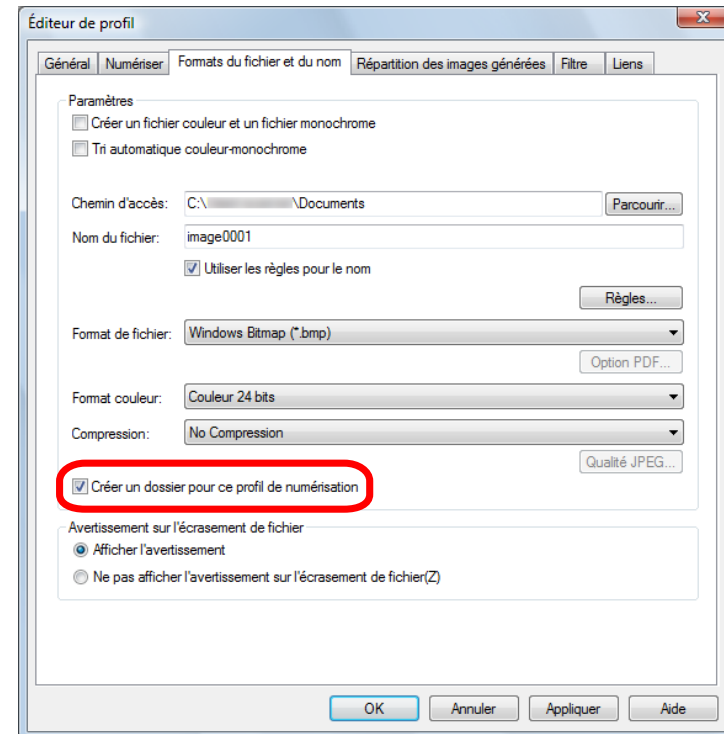 Éditeur de profil
Général Numériser Formats du fichier et du nom Répartition des images générées Filtre Liens
Paramètres
Créer un fichier couleur et un fichier monochrome
Tri automatique couleur-monochrome
Chemin d'accès: C:\ \Documents Parcourir...
Nom du fichier: image0001
Utiliser les règles pour le nom
Règles...
Format de fichier: Windows Bitmap (*.bmp)
Option PDF...
Format couleur: Couleur 24 bits
Compression: No Compression
Qualité JPEG...
Créer un dossier pour ce profil de numérisation
Avertissement sur l'écrasement de fichier
Afficher l'avertissement
Ne pas afficher l'avertissement sur l'écrasement de fichier(Z)
OK Annuler Appliquer Aide